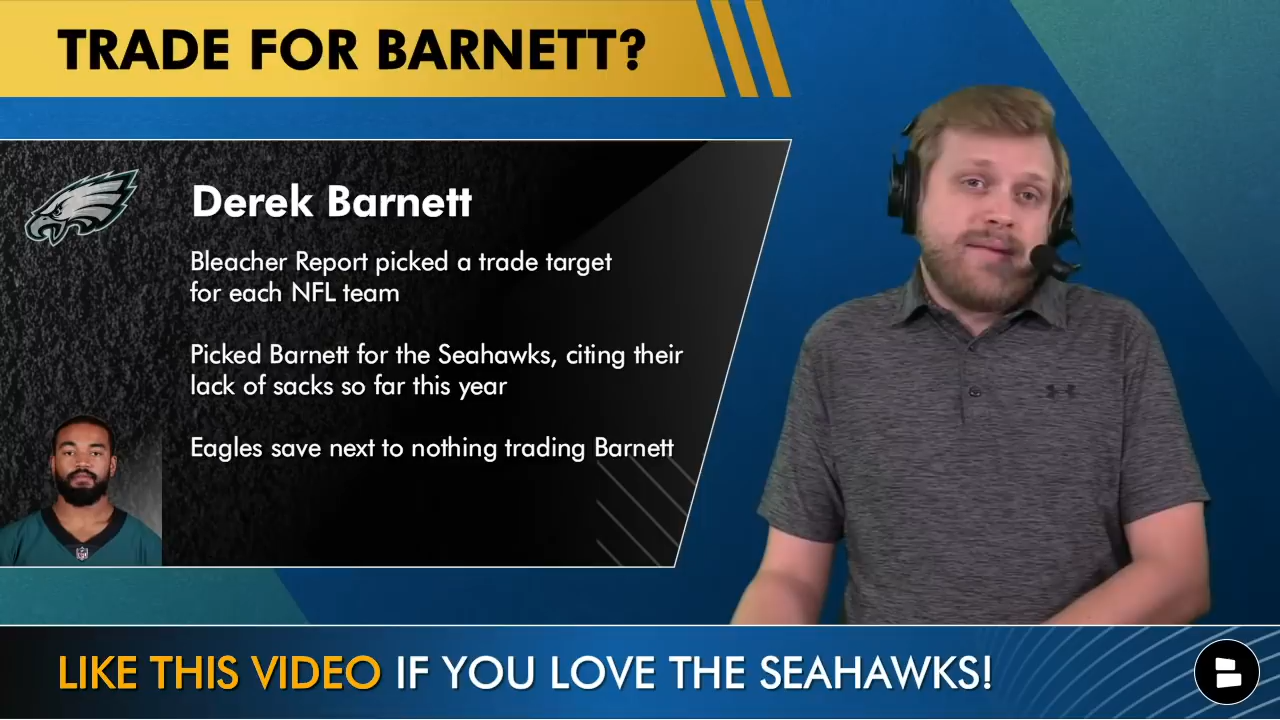 TRADE FOR BARNETT?
Derek Barnett
Bleacher Report picked a trade target
for each NFL team
Picked Barnett for the Seahawks, citing their
lack of sacks so far this year
Eagles save next to nothing trading Barnett
LIKE THIS VIDEO IF YOU LOVE THE SEAHAWKS!